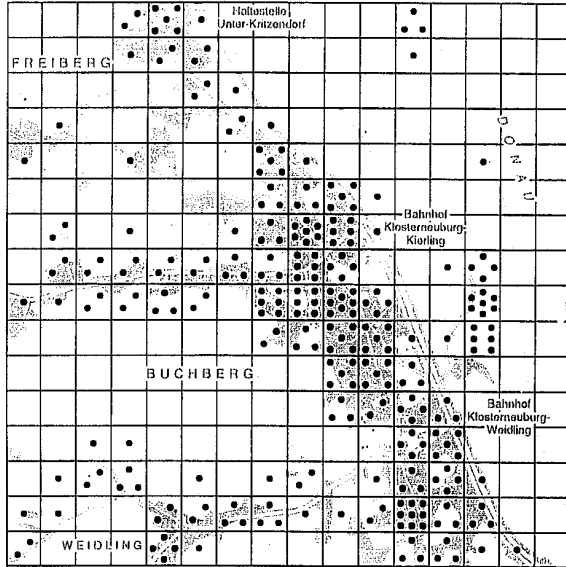 Haltestelle
Unter-Kritzendorf
FREIBERG
DONAU
Bahnhof
Klosterneuburg-
Kierling
BUCHBERG
Bahnhof
Klosterneuburg-
Weidling
WEIDLING